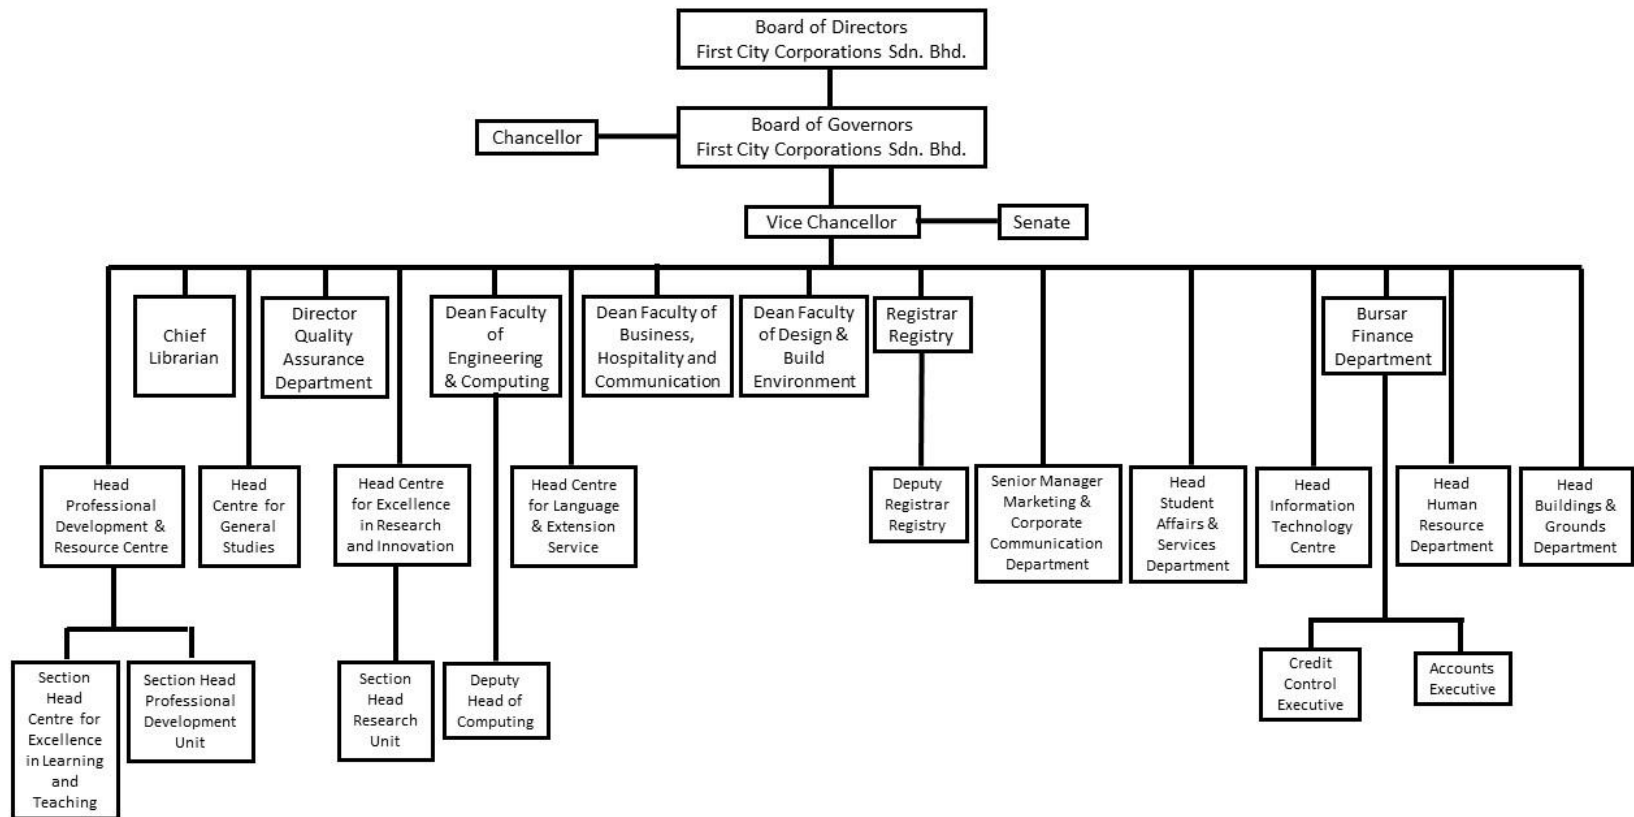 Board of Directors
First City Corporations Sdn. Bhd.
Chancellor
Board of Governors
First City Corporations Sdn. Bhd.
Vice Chancellor
Senate
Chief
Librarian
Director
Quality
Assurance
Department
Dean Faculty
of
Engineering
& Computing
Dean Faculty of
Business,
Hospitality and
Communication
Dean Faculty
of Design &
Build
Environment
Registrar
Registry
Bursar
Finance
Department
Head
Professional
Development &
Resource Centre
Head
Centre for
General
Studies
Head Centre
for Excellence
in Research
and Innovation
Head Centre
for Language
& Extension
Service
Deputy
Registrar
Registry
Senior Manager
Marketing &
Corporate
Communication
Department
Head
Student
Affairs &
Services
Department
Head
Information
Technology
Centre
Head
Human
Resource
Department
Head
Buildings &
Grounds
Department
Section
Head
Centre for
Excellence
in Learning
and
Teaching
Section Head
Professional
Development
Unit
Section
Head
Research
Unit
Deputy
Head of
Computing
Credit
Control
Executive
Accounts
Executive